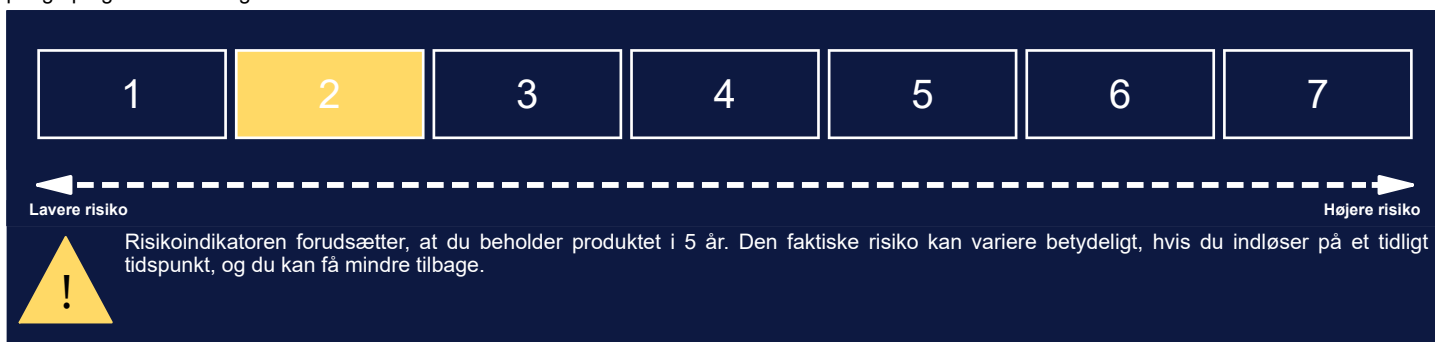 1 2 3 4 5 6 7
Lavere risiko Højere risiko
Risikoindikatoren forudsætter, at du beholder produktet i 5 år. Den faktiske risiko kan variere betydeligt, hvis du indløser på et tidligt
tidspunkt, og du kan få mindre tilbage.
!